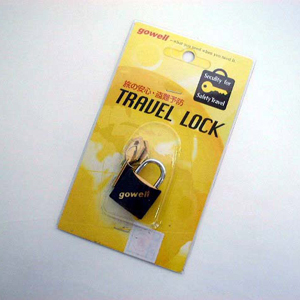 gowell
Security for
Safety Travel
旅の安心・盗難予防
TRAVEL LOCK
gowell